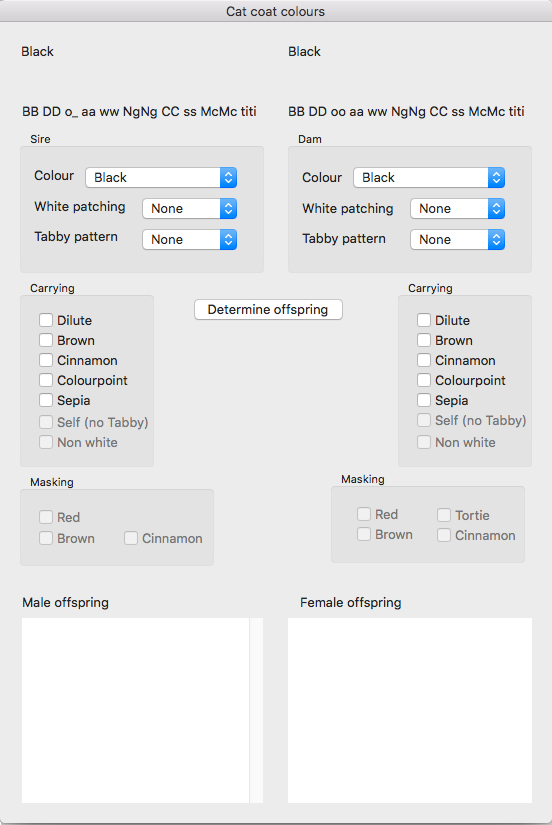 Cat coat colours
Black
Black
BB DD o_ aa ww NgNg CC ss McMc titi
BB DD oo aa ww NgNg CC ss McMc titi
Sire
Colour Black
White patching None
Tabby pattern None
Dam
Colour Black
White patching None
Tabby pattern None
Carrying
Dilute
Brown
Cinnamon
Colourpoint
Sepia
Self (no Tabby)
Non white
Determine offspring
Carrying
Dilute
Brown
Cinnamon
Colourpoint
Sepia
Self (no Tabby)
Non white
Masking
Red
Brown Cinnamon
Masking
Red Tortie
Brown Cinnamon
Male offspring
Female offspring